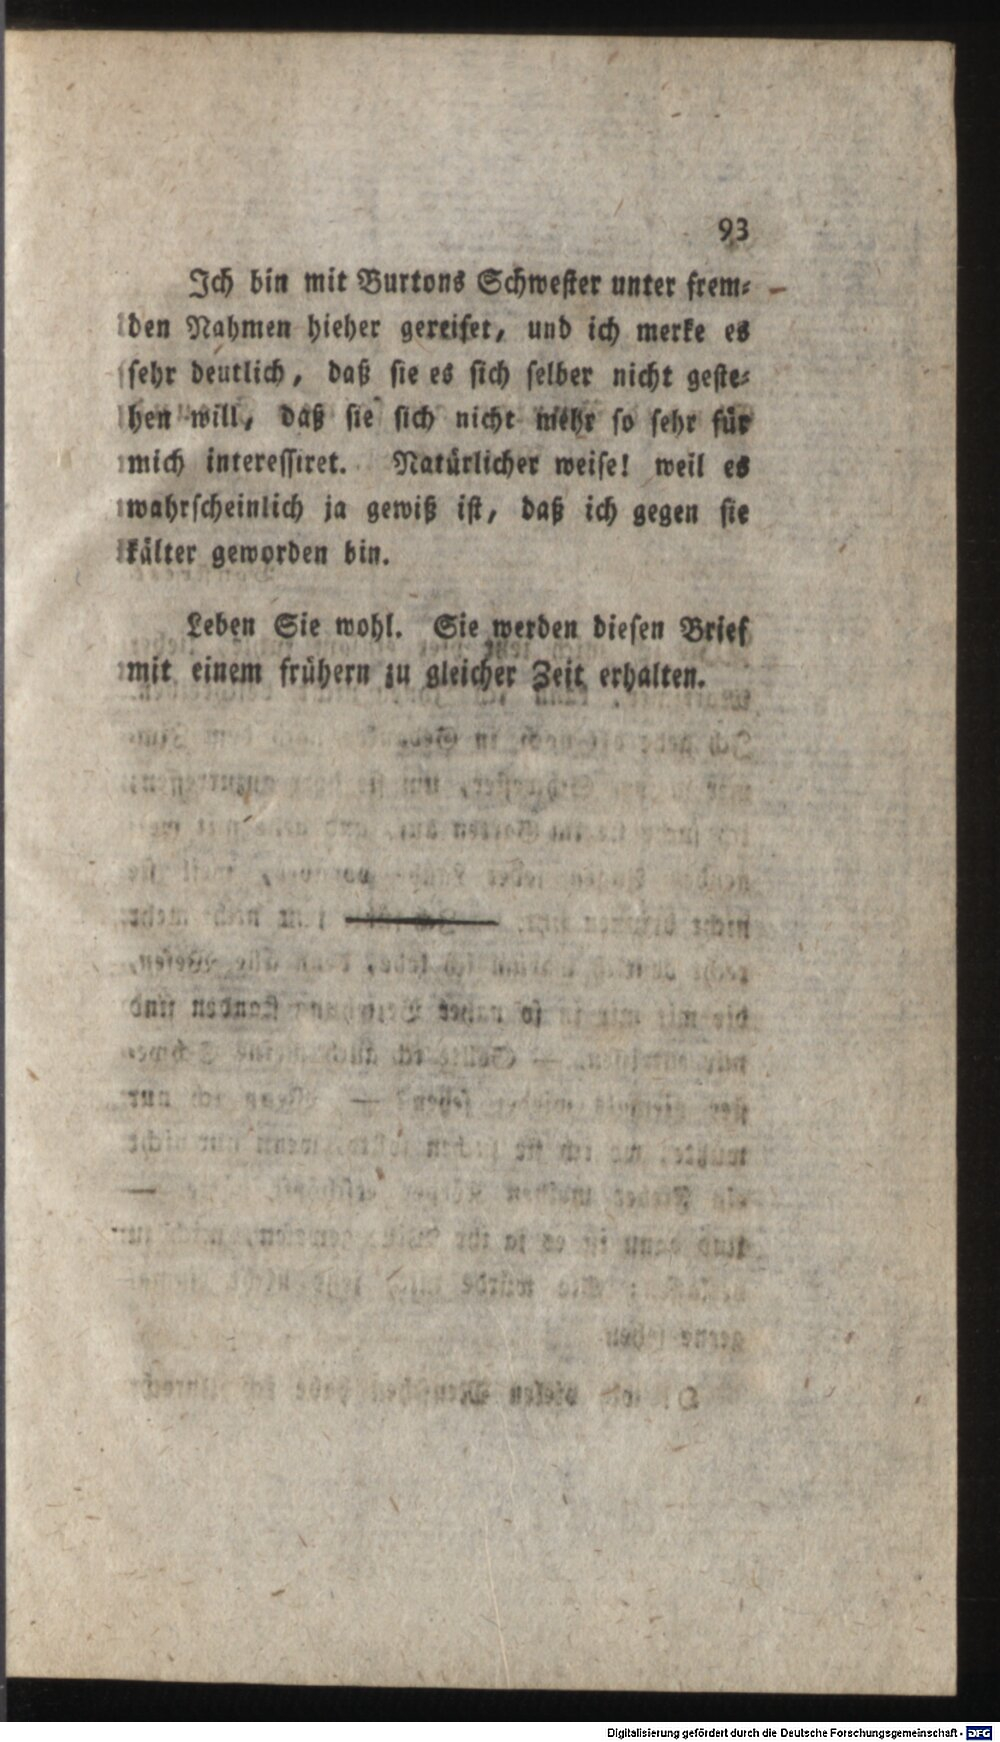 93
Ich bin mit Burtons Schwester unter frem-
den Nahmen hieher gereiset, und ich merke es
sehr deutlich, daß sie es sich selber nicht geste-
hen will, daß sie sich nicht mehr so sehr für
mich interessiret. Natürlicher weise! weil es
wahrscheinlich ja gewiß ist, daß ich gegen sie
kälter geworden bin.
Leben Sie wohl. Sie werden diesen Brief
mit einem frühern zu gleicher Zeit erhalten.
Digitalisierung gefördert durch die Deutsche Forschungsgemeinschaft - DFG